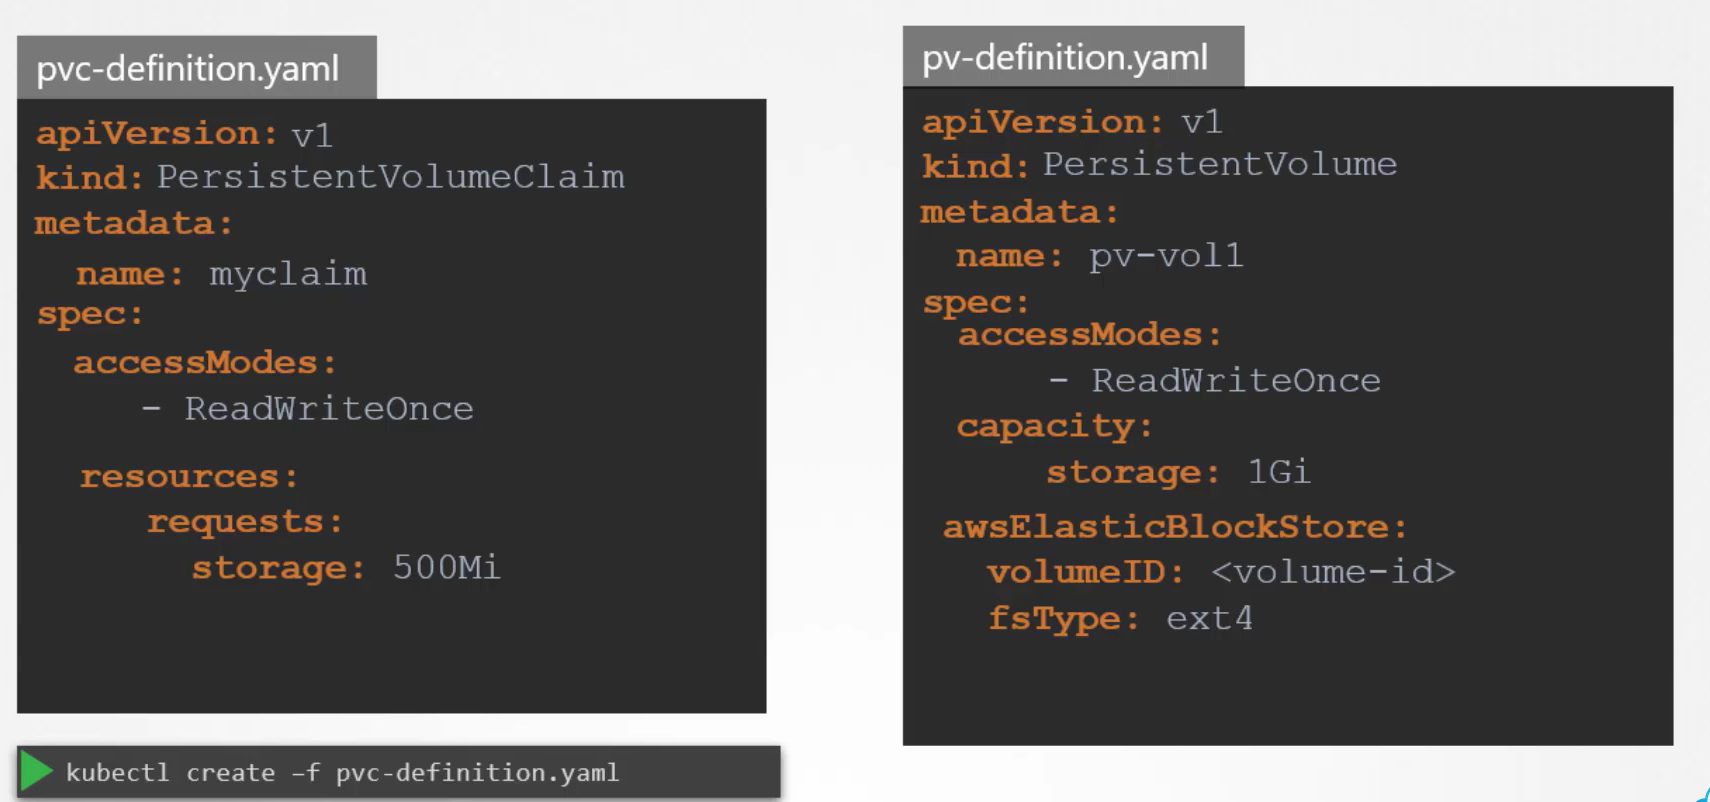 pvc-definition.yaml
apiVersion: v1
kind: PersistentVolumeClaim
metadata:
name: myclaim
spec:
accessModes:
- ReadWriteOnce
resources:
requests:
storage: 500Mi
kubectl create –f pvc-definition.yaml
pv-definition.yaml
apiVersion: v1
kind: PersistentVolume
metadata:
name: pv-vol1
spec:
accessModes:
- ReadWriteOnce
capacity:
storage: 1Gi
awsElasticBlockStore:
volumeID: <volume-id>
fsType: ext4